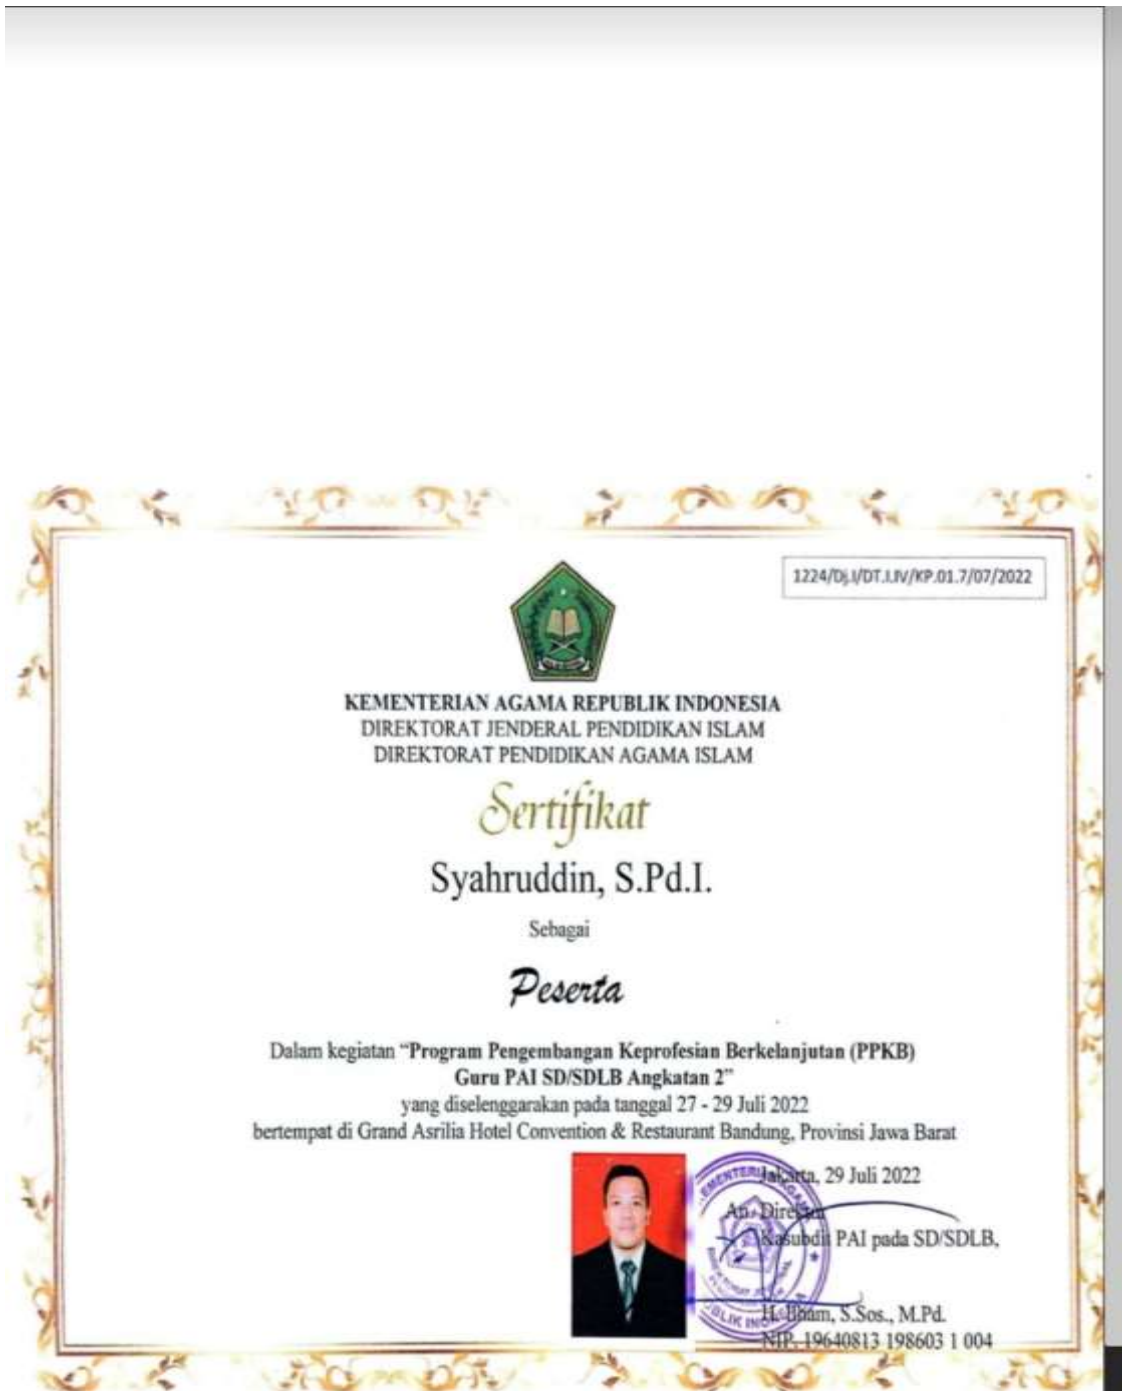 1224/Dj.I/DT.I.IV/KP.01.7/07/2022
KEMENTERIAN AGAMA REPUBLIK INDONESIA
DIREKTORAT JENDERAL PENDIDIKAN ISLAM
DIREKTORAT PENDIDIKAN AGAMA ISLAM
Sertifikat
Syahruddin, S.Pd.I.
Sebagai
Peserta
Dalam kegiatan “Program Pengembangan Keprofesian Berkelanjutan (PPKB)
Guru PAI SD/SDLB Angkatan 2”
yang diselenggarakan pada tanggal 27 - 29 Juli 2022
bertempat di Grand Asrilia Hotel Convention & Restaurant Bandung, Provinsi Jawa Barat
Jakarta, 29 Juli 2022
An. Direktur
Kasubdit PAI pada SD/SDLB,
H. Ilham, S.Sos., M.Pd.
NIP. 19640813 198603 1 004